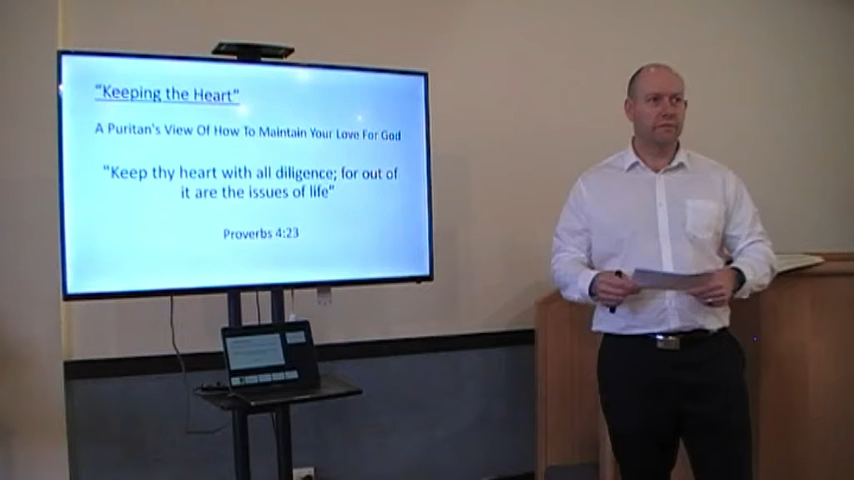 "Keeping the Heart"
A Puritan's View Of How To Maintain Your Love For God
"Keep thy heart with all diligence; for out of
it are the issues of life"
Proverbs 4:23